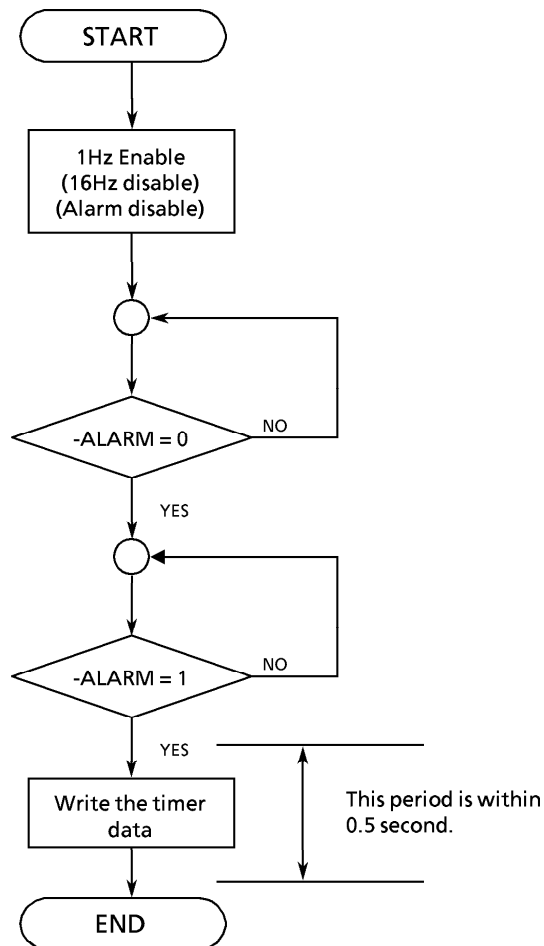 START
1Hz Enable
(16Hz disable)
(Alarm disable)
-ALARM = 0
NO
YES
-ALARM = 1
NO
YES
Write the timer
data
This period is within
0.5 second.
END